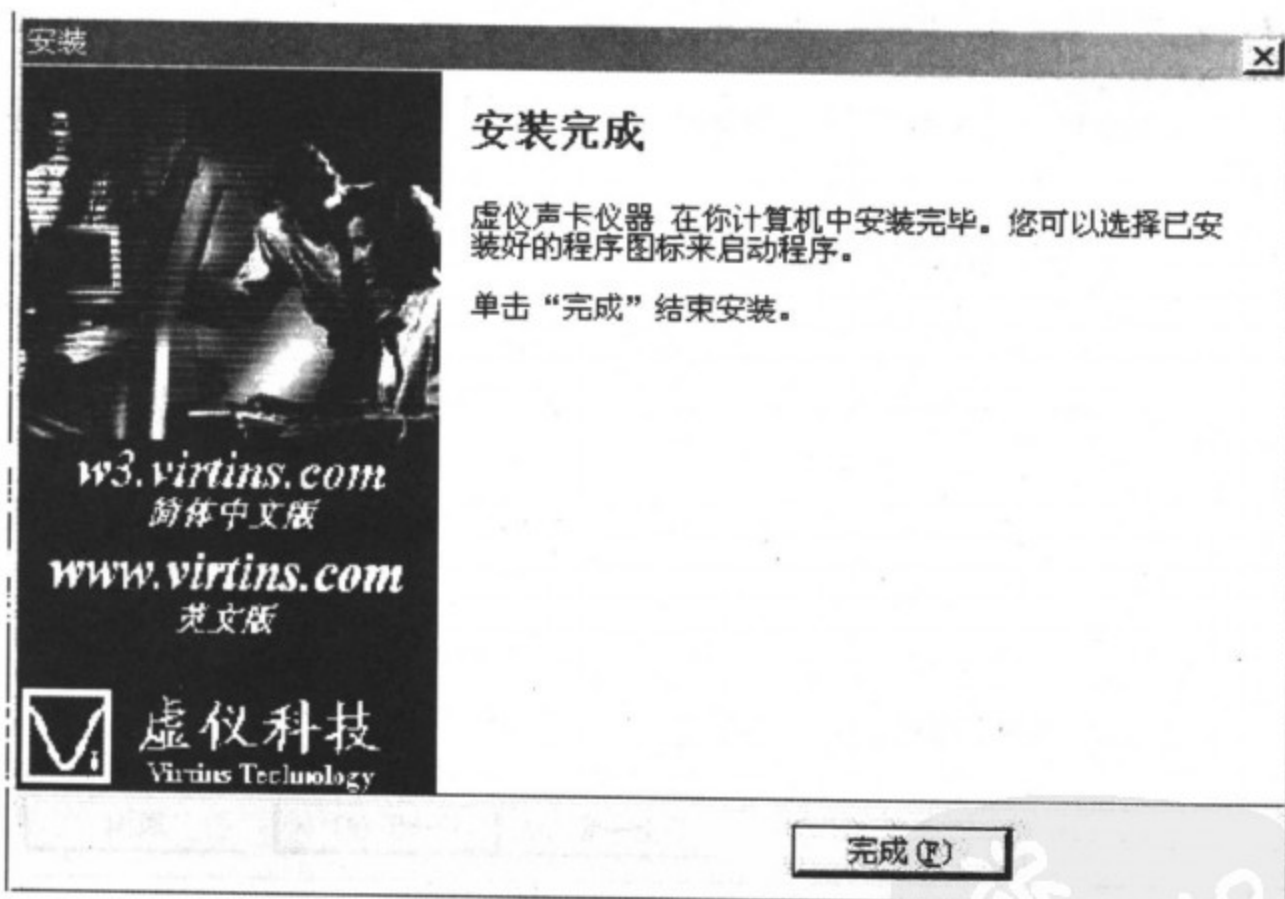 安装
安装完成
虚仪声卡仪器 在你计算机中安装完毕。您可以选择已安
装好的程序图标来启动程序。
单击“完成”结束安装。
w3.virtins.com
简体中文版
www.virtins.com
英文版
虚仪科技
Virtins Technology
完成(F)